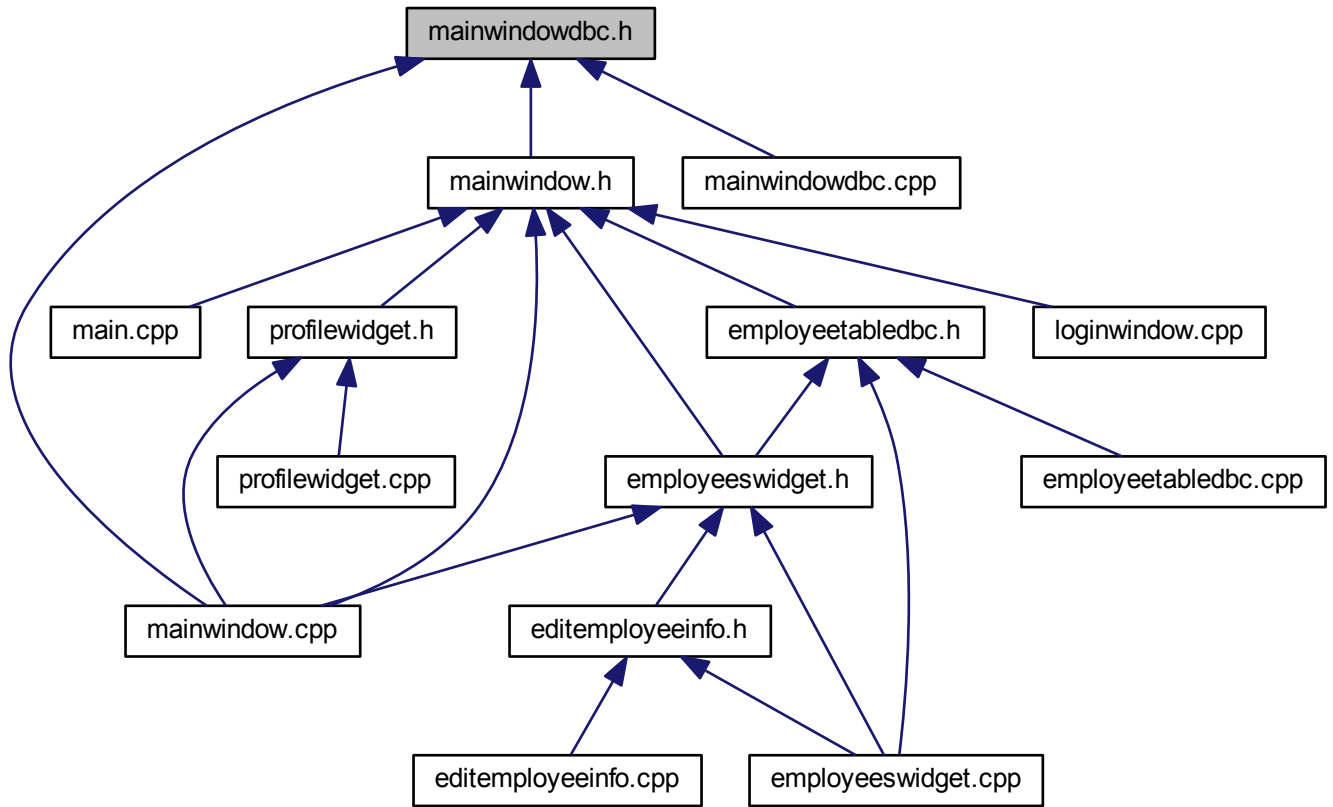 mainwindowdbc.h
mainwindow.h
mainwindowdbc.cpp
main.cpp
profilewidget.h
employeetabledbc.h
loginwindow.cpp
profilewidget.cpp
employeeswidget.h
employeetabledbc.cpp
mainwindow.cpp
editemployeeinfo.h
editemployeeinfo.cpp
employeeswidget.cpp